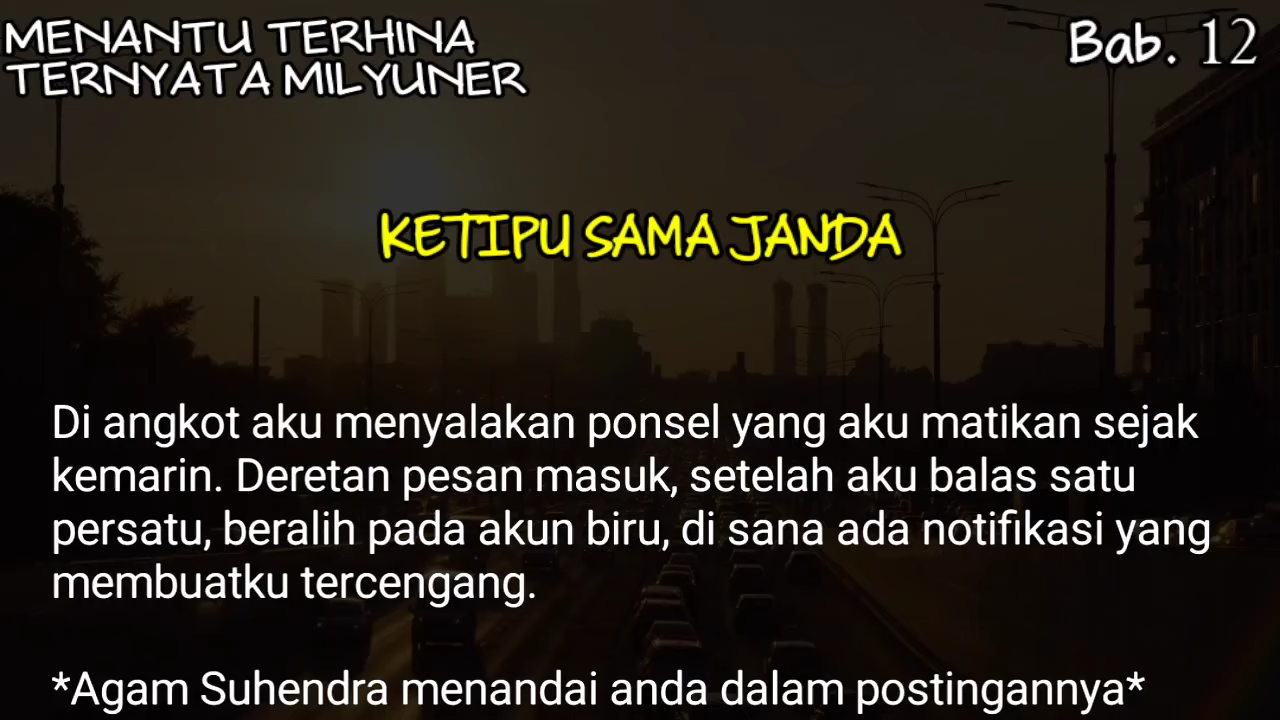 MENANTU TERHINA
TERNYATA MILYUNER
Bab. 12
KETIPU SAMA JANDA
Di angkot aku menyalakan ponsel yang aku matikan sejak
kemarin. Deretan pesan masuk, setelah aku balas satu
persatu, beralih pada akun biru, di sana ada notifikasi yang
membuatku tercengang.
*Agam Suhendra menandai anda dalam postingannya*